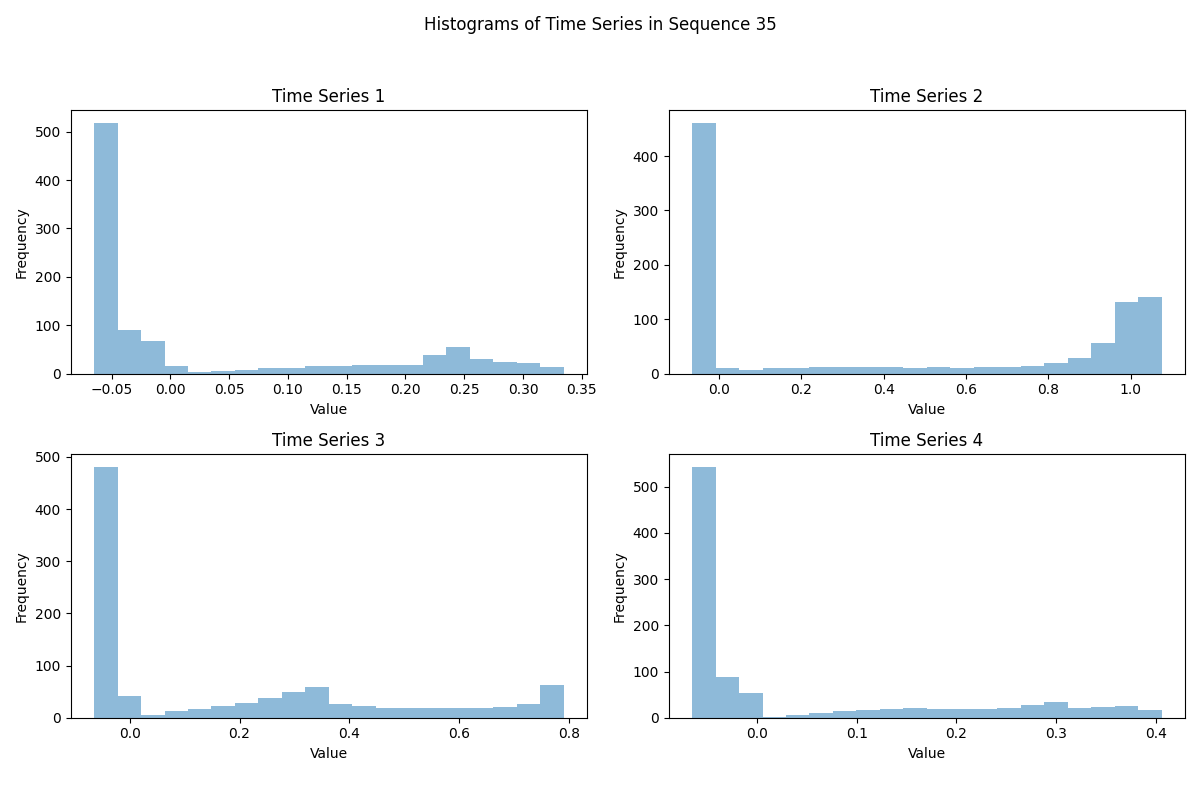 Histograms of Time Series in Sequence 35
Time Series 1
Frequency
500
400
300
200
100
0
−0.05 0.00 0.05 0.10 0.15 0.20 0.25 0.30 0.35
Value
Time Series 2
Frequency
400
300
200
100
0
0.0 0.2 0.4 0.6 0.8 1.0
Value
Time Series 3
Frequency
500
400
300
200
100
0
0.0 0.2 0.4 0.6 0.8
Value
Time Series 4
Frequency
500
400
300
200
100
0
0.0 0.1 0.2 0.3 0.4
Value